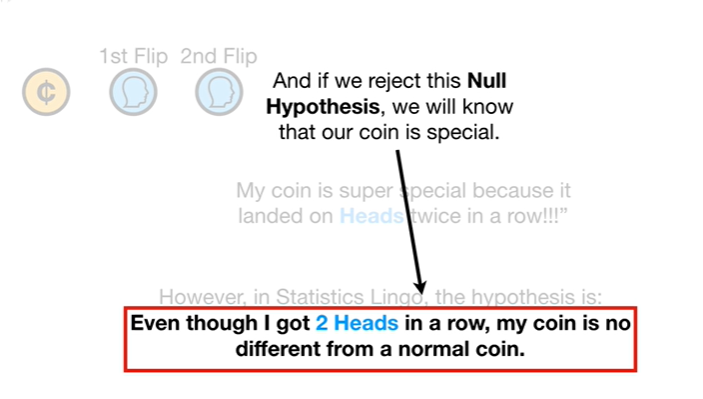 1st Flip 2nd Flip
¢
And if we reject this Null
Hypothesis, we will know
that our coin is special.
My coin is super special because it
landed on Heads twice in a row!!!”
However, in Statistics Lingo, the hypothesis is:
Even though I got 2 Heads in a row, my coin is no
different from a normal coin.